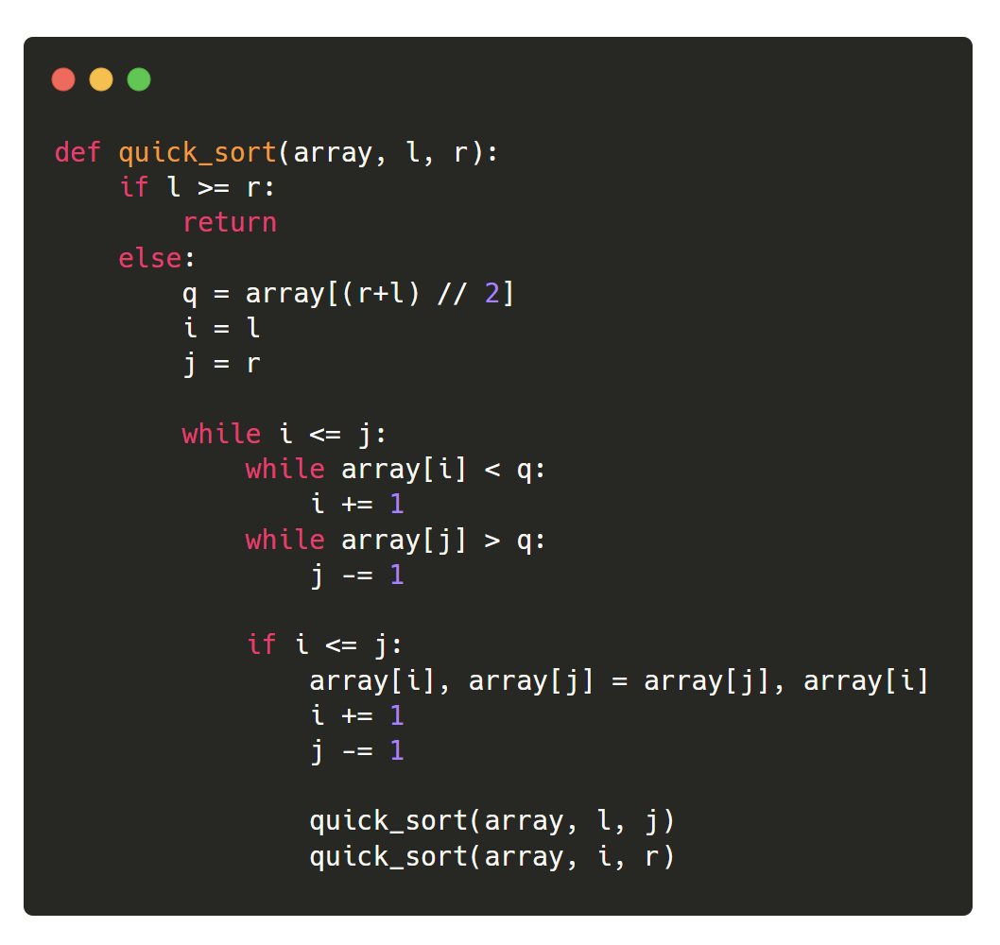 def quick_sort(array, l, r):
    if l >= r:
        return
    else:
        q = array[(r+l) // 2]
        i = l
        j = r

        while i <= j:
            while array[i] < q:
                i += 1
            while array[j] > q:
                j -= 1

            if i <= j:
                array[i], array[j] = array[j], array[i]
                i += 1
                j -= 1

                quick_sort(array, l, j)
                quick_sort(array, i, r)